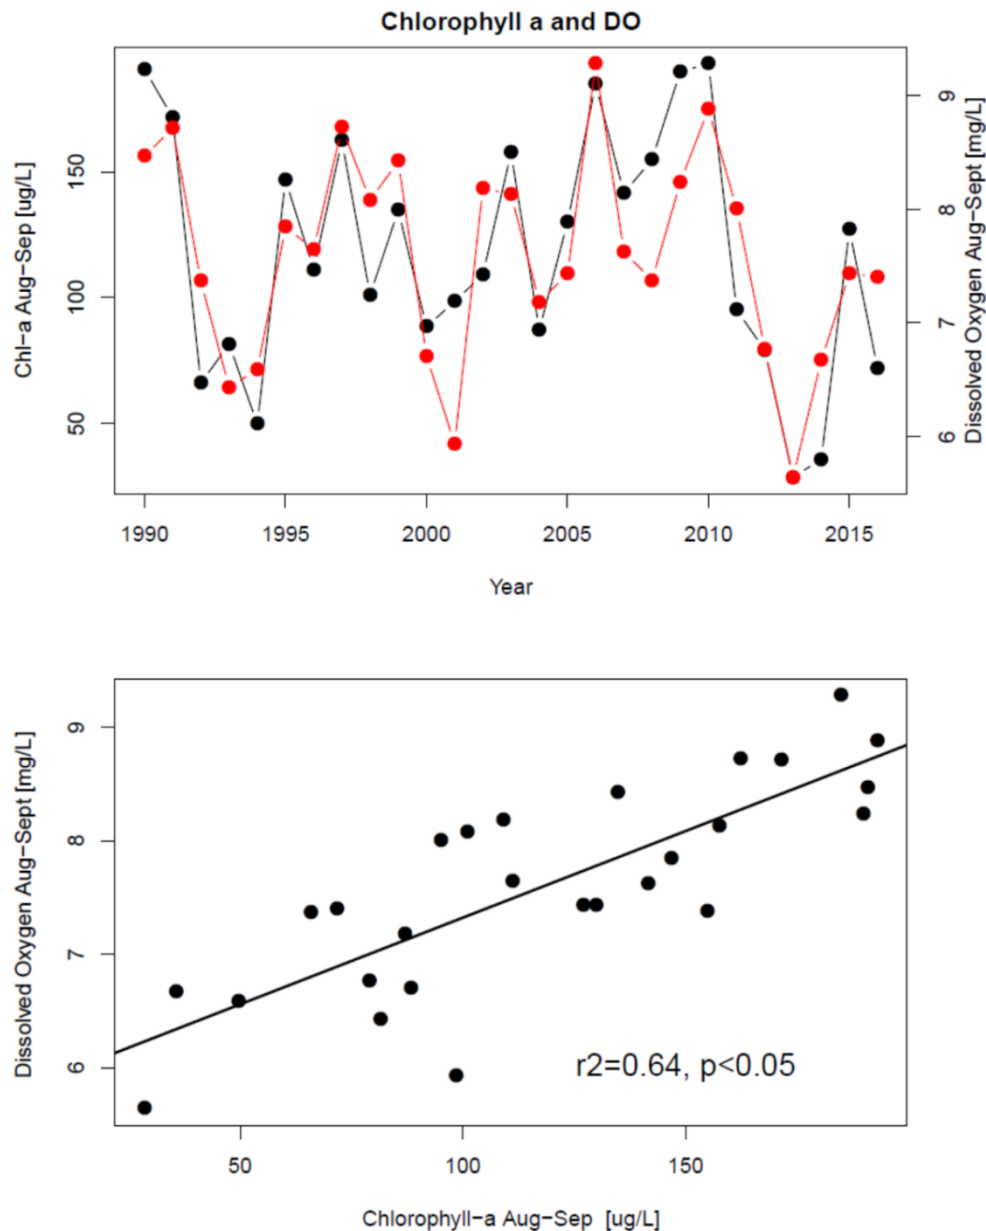 Chlorophyll a and DO
Chl−a Aug−Sep [ug/L]
50
100
150
Dissolved Oxygen Aug−Sept [mg/L]
6
7
8
9
1990
1995
2000
2005
2010
2015
Year
Dissolved Oxygen Aug−Sept [mg/L]
6
7
8
9
r2=0.64, p<0.05
50
100
150
Chlorophyll−a Aug−Sep [ug/L]